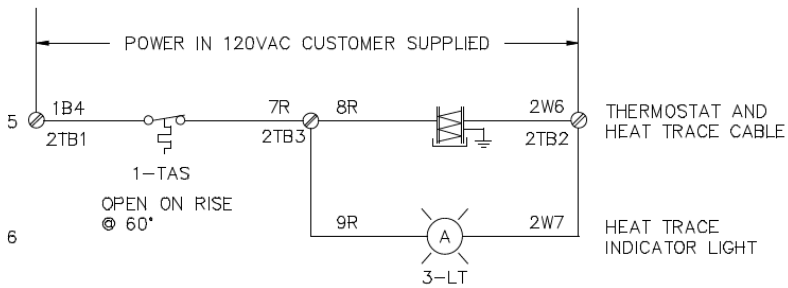 POWER IN 120VAC CUSTOMER SUPPLIED
5 1B4 7R 8R 2W6 THERMOSTAT AND
2TB1 2TB3 2TB2 HEAT TRACE CABLE
1-TAS
OPEN ON RISE
@ 60°
6 9R A 2W7 HEAT TRACE
INDICATOR LIGHT
3-LT